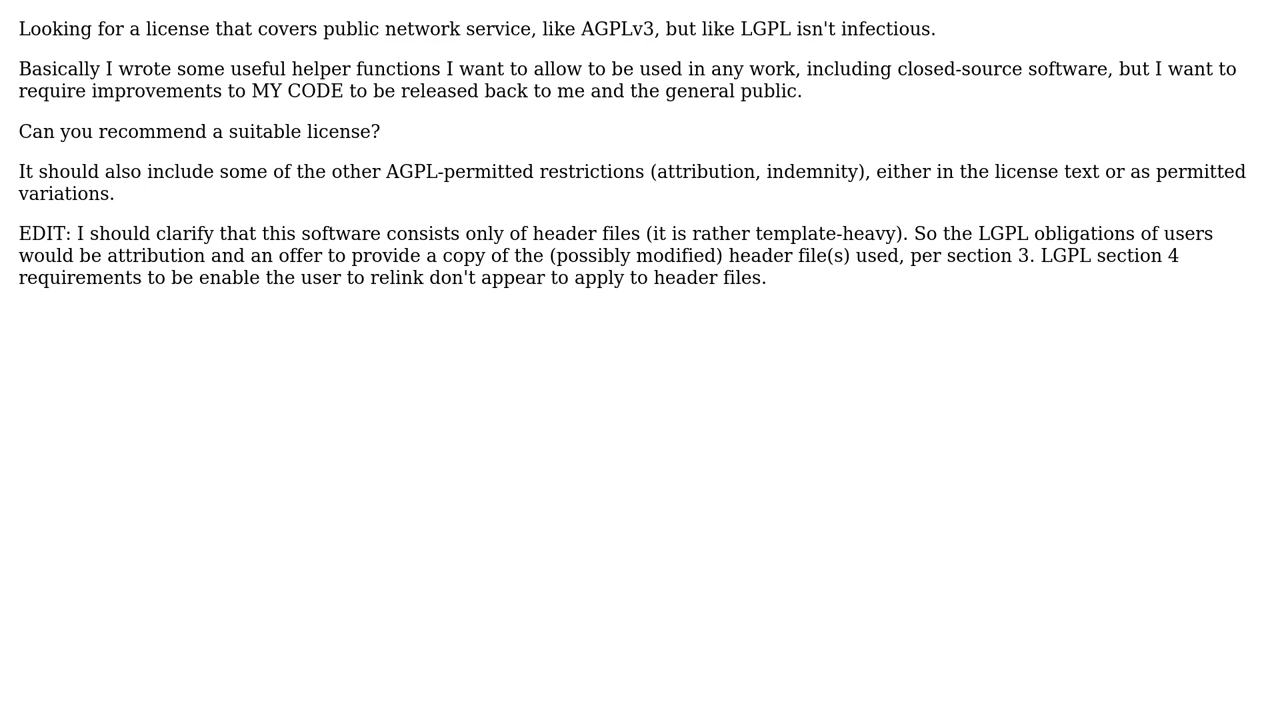 Looking for a license that covers public network service, like AGPLv3, but like LGPL isn't infectious.
Basically I wrote some useful helper functions I want to allow to be used in any work, including closed-source software, but I want to
require improvements to MY CODE to be released back to me and the general public.
Can you recommend a suitable license?
It should also include some of the other AGPL-permitted restrictions (attribution, indemnity), either in the license text or as permitted
variations.
EDIT: I should clarify that this software consists only of header files (it is rather template-heavy). So the LGPL obligations of users
would be attribution and an offer to provide a copy of the (possibly modified) header file(s) used, per section 3. LGPL section 4
requirements to be enable the user to relink don't appear to apply to header files.